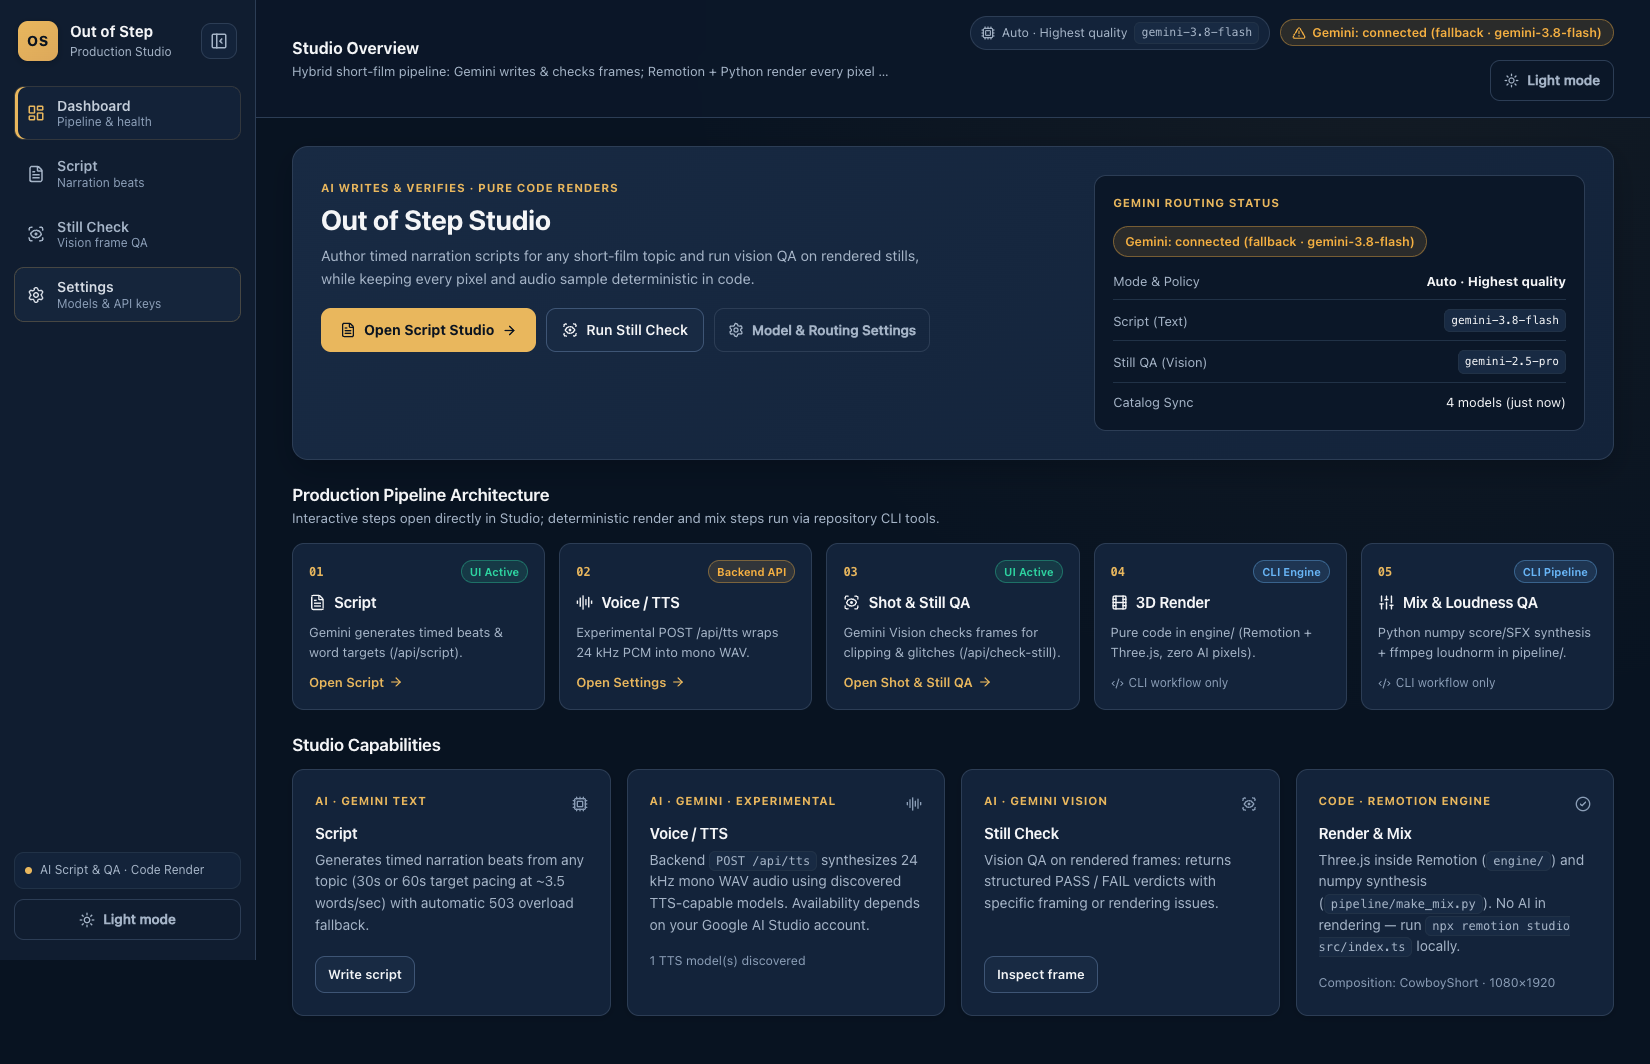 OS
Out of Step
Production Studio
Dashboard
Pipeline & health
Script
Narration beats
Still Check
Vision frame QA
Settings
Models & API keys
AI Script & QA · Code Render
Light mode
Studio Overview
Hybrid short-film pipeline: Gemini writes & checks frames; Remotion + Python render every pixel ...
Auto · Highest quality gemini-3.8-flash
Gemini: connected (fallback · gemini-3.8-flash)
Light mode
AI WRITES & VERIFIES · PURE CODE RENDERS
Out of Step Studio
Author timed narration scripts for any short-film topic and run vision QA on rendered stills,
while keeping every pixel and audio sample deterministic in code.
Open Script Studio →
Run Still Check
Model & Routing Settings
GEMINI ROUTING STATUS
Gemini: connected (fallback · gemini-3.8-flash)
Mode & Policy Auto · Highest quality
Script (Text) gemini-3.8-flash
Still QA (Vision) gemini-2.5-pro
Catalog Sync 4 models (just now)
Production Pipeline Architecture
Interactive steps open directly in Studio; deterministic render and mix steps run via repository CLI tools.
01 UI Active
Script
Gemini generates timed beats &
word targets (/api/script).
Open Script →
02 Backend API
Voice / TTS
Experimental POST /api/tts wraps
24 kHz PCM into mono WAV.
Open Settings →
03 UI Active
Shot & Still QA
Gemini Vision checks frames for
clipping & glitches (/api/check-still).
Open Shot & Still QA →
04 CLI Engine
3D Render
Pure code in engine/ (Remotion +
Three.js, zero AI pixels).
CLI workflow only
05 CLI Pipeline
Mix & Loudness QA
Python numpy score/SFX synthesis
+ ffmpeg loudnorm in pipeline/.
CLI workflow only
Studio Capabilities
AI · GEMINI TEXT
Script
Generates timed narration beats from any
topic (30s or 60s target pacing at ~3.5
words/sec) with automatic 503 overload
fallback.
Write script
AI · GEMINI · EXPERIMENTAL
Voice / TTS
Backend POST /api/tts synthesizes 24
kHz mono WAV audio using discovered
TTS-capable models. Availability depends
on your Google AI Studio account.
1 TTS model(s) discovered
AI · GEMINI VISION
Still Check
Vision QA on rendered frames: returns
structured PASS / FAIL verdicts with
specific framing or rendering issues.
Inspect frame
CODE · REMOTION ENGINE
Render & Mix
Three.js inside Remotion ( engine/ ) and
numpy synthesis
( pipeline/make_mix.py ). No AI in
rendering — run npx remotion studio
src/index.ts locally.
Composition: CowboyShort · 1080×1920